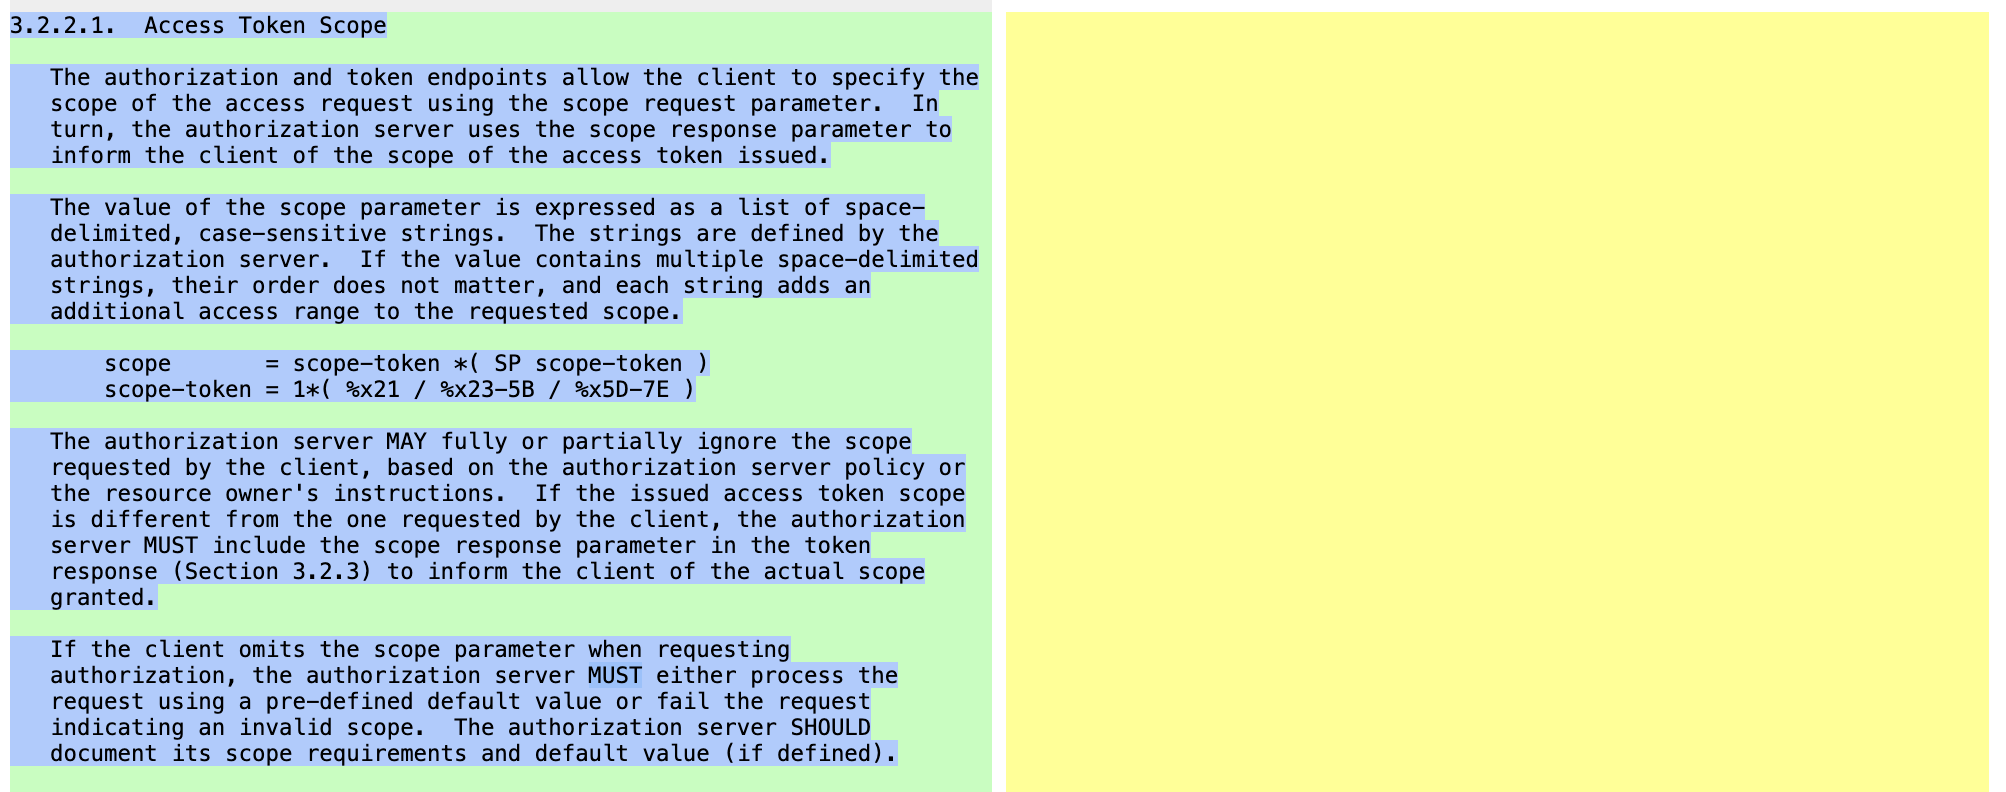 3.2.2.1.  Access Token Scope
The authorization and token endpoints allow the client to specify the
scope of the access request using the scope request parameter.  In
turn, the authorization server uses the scope response parameter to
inform the client of the scope of the access token issued.
The value of the scope parameter is expressed as a list of space-
delimited, case-sensitive strings.  The strings are defined by the
authorization server.  If the value contains multiple space-delimited
strings, their order does not matter, and each string adds an
additional access range to the requested scope.
scope       = scope-token *( SP scope-token )
scope-token = 1*( %x21 / %x23-5B / %x5D-7E )
The authorization server MAY fully or partially ignore the scope
requested by the client, based on the authorization server policy or
the resource owner's instructions.  If the issued access token scope
is different from the one requested by the client, the authorization
server MUST include the scope response parameter in the token
response (Section 3.2.3) to inform the client of the actual scope
granted.
If the client omits the scope parameter when requesting
authorization, the authorization server MUST either process the
request using a pre-defined default value or fail the request
indicating an invalid scope.  The authorization server SHOULD
document its scope requirements and default value (if defined).